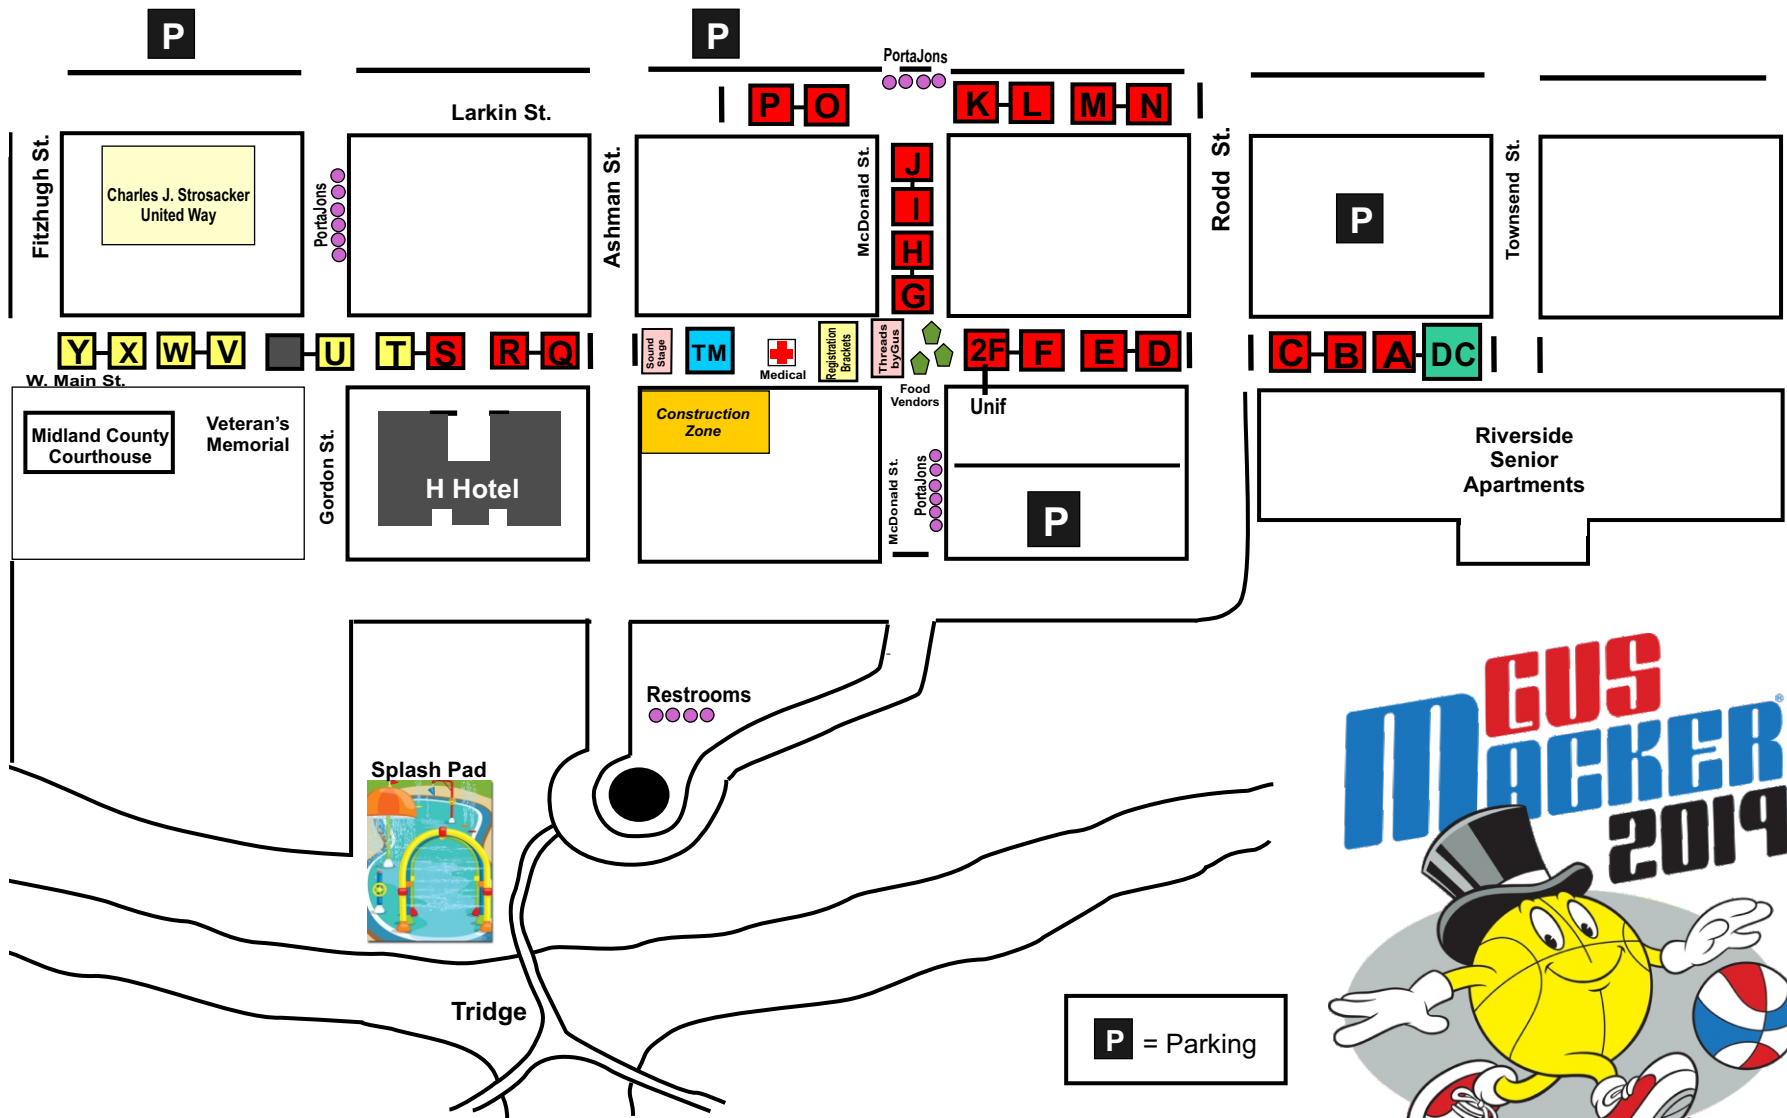 P
P
PortaJons
P
O
K
L
M
N
Larkin St.
Fitzhugh St.
Charles J. Strosacker
United Way
PortaJons
Ashman St.
McDonald St.
J
I
H
G
Rodd St.
P
Townsend St.
Y
X
W
V
U
T
S
R
Q
Sound
Stage
TM
Medical
Registration
Brackets
Threads
byGus
Food
Vendors
2F
F
E
D
Unif
C
B
A
DC
W. Main St.
Midland County
Courthouse
Veteran's
Memorial
Gordon St.
H Hotel
Construction
Zone
McDonald St.
PortaJons
P
Riverside
Senior
Apartments
Restrooms
Splash Pad
Tridge
P = Parking
GUS
MACKER®
2019